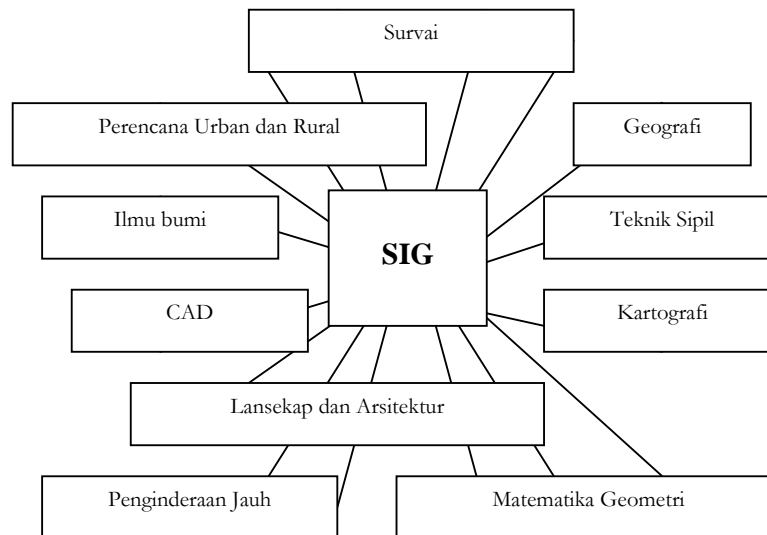 Survai
Perencana Urban dan Rural
Geografi
Ilmu bumi
SIG
Teknik Sipil
CAD
Kartografi
Lansekap dan Arsitektur
Penginderaan Jauh
Matematika Geometri